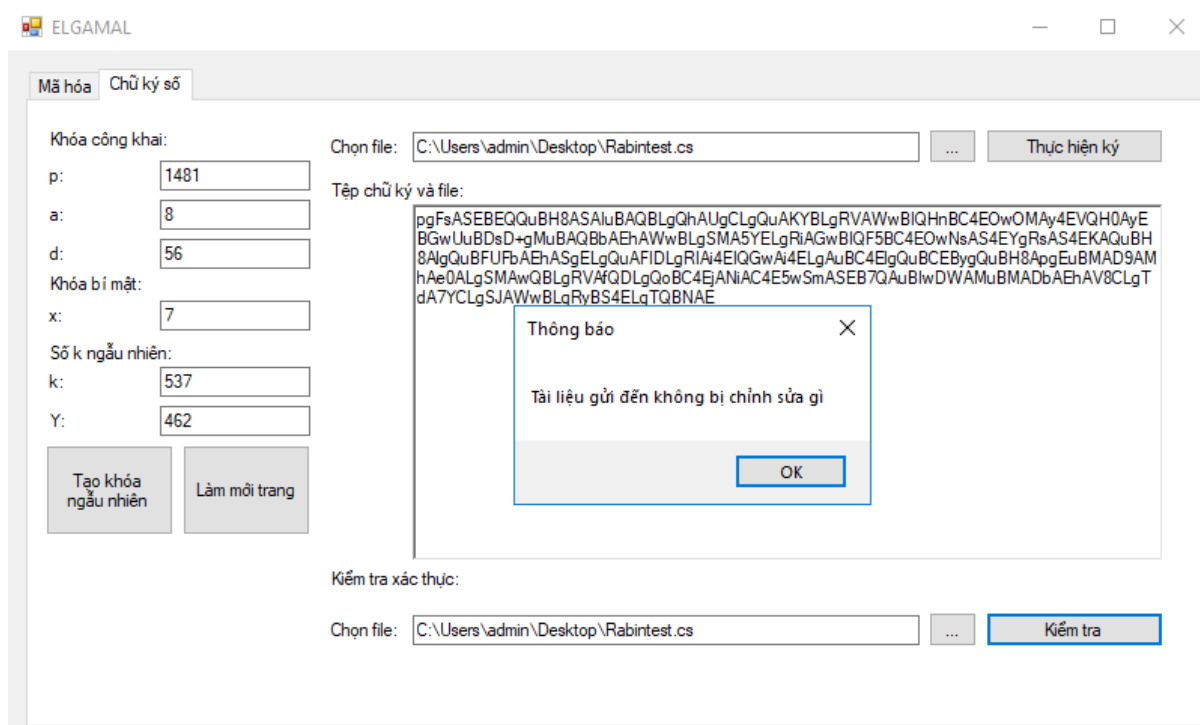 ELGAMAL
Mã hóa
Chữ ký số
Khóa công khai:
p: 1481
a: 8
d: 56
Khóa bí mật:
x: 7
Số k ngẫu nhiên:
k: 537
Y: 462
Tạo khóa
ngẫu nhiên
Làm mới trang
Chọn file: C:\Users\admin\Desktop\Rabintest.cs ... Thực hiện ký
Tệp chữ ký và file:
pgFsASEBEQQuBH8ASAIuBAQBLgQhAUgCLgQuAKYBLgRVAWwBIQHnBC4EOwOMAy4EVQH0AyE
BGwUuBDsD+gMuBAQBbAEhAWwBLgSMA5YELgRiAGwBIQF5BC4EOwNsAS4EYgRsAS4EKAQuBH
8AIgQuBFUFbAEhASgELgQuAFIDLgRIAi4EIQGwAi4ELgAuBC4EIgQuBCEBygQuBH8ApgEuBMAD9AM
hAe0ALgSMAwQBLgRVAfQDLgQoBC4EjANiAC4E5wSmASEB7QAuBIwDWAMuBMADbAEhAV8CLgT
dA7YCLgSJAWwBLgRyBS4ELgTQBNAE
Thông báo
Tài liệu gửi đến không bị chỉnh sửa gì
OK
Kiểm tra xác thực:
Chọn file: C:\Users\admin\Desktop\Rabintest.cs ... Kiểm tra